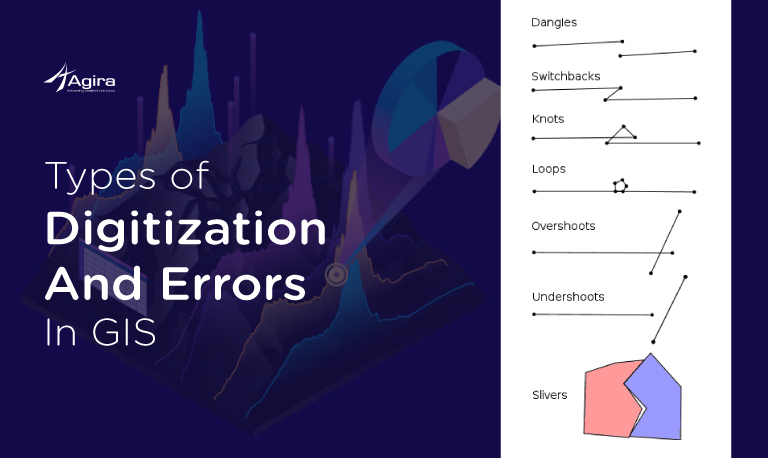 Agira
Types of
Digitization
And Errors
In GIS
Dangles
Switchbacks
Knots
Loops
Overshoots
Undershoots
Slivers